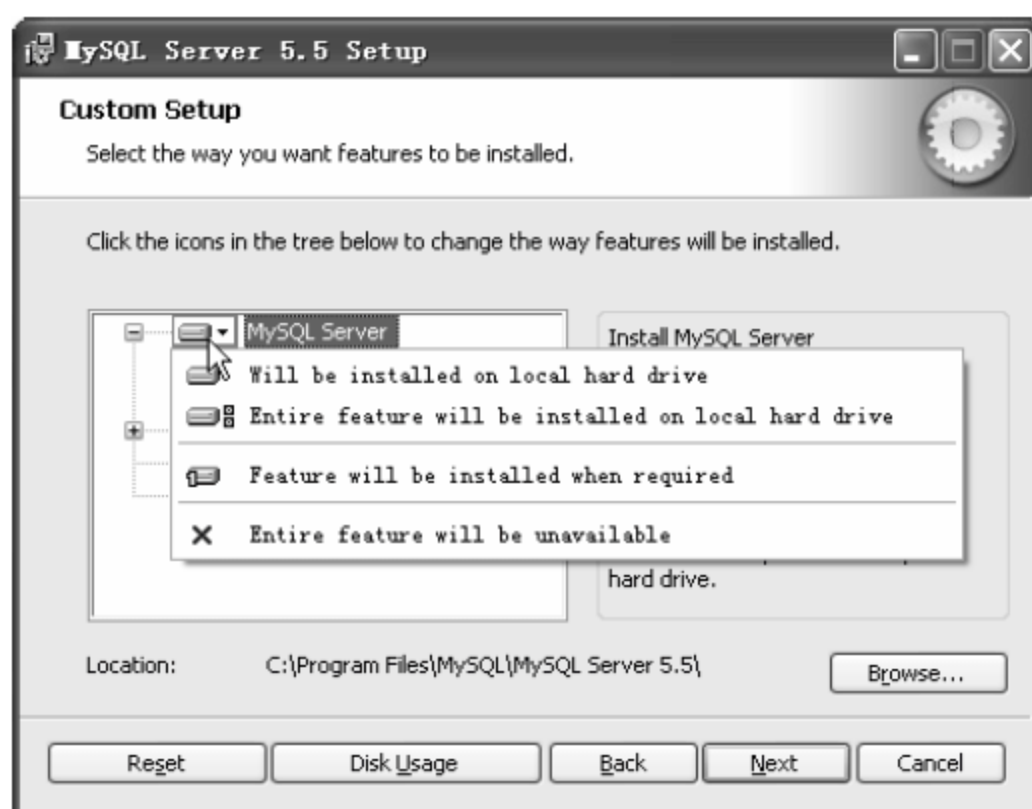 MySQL Server 5.5 Setup
Custom Setup
Select the way you want features to be installed.
Click the icons in the tree below to change the way features will be installed.
MySQL Server
Install MySQL Server
Will be installed on local hard drive
Entire feature will be installed on local hard drive
Feature will be installed when required
Entire feature will be unavailable
hard drive.
Location: C:\Program Files\MySQL\MySQL Server 5.5\
Browse...
Reset Disk Usage Back Next Cancel